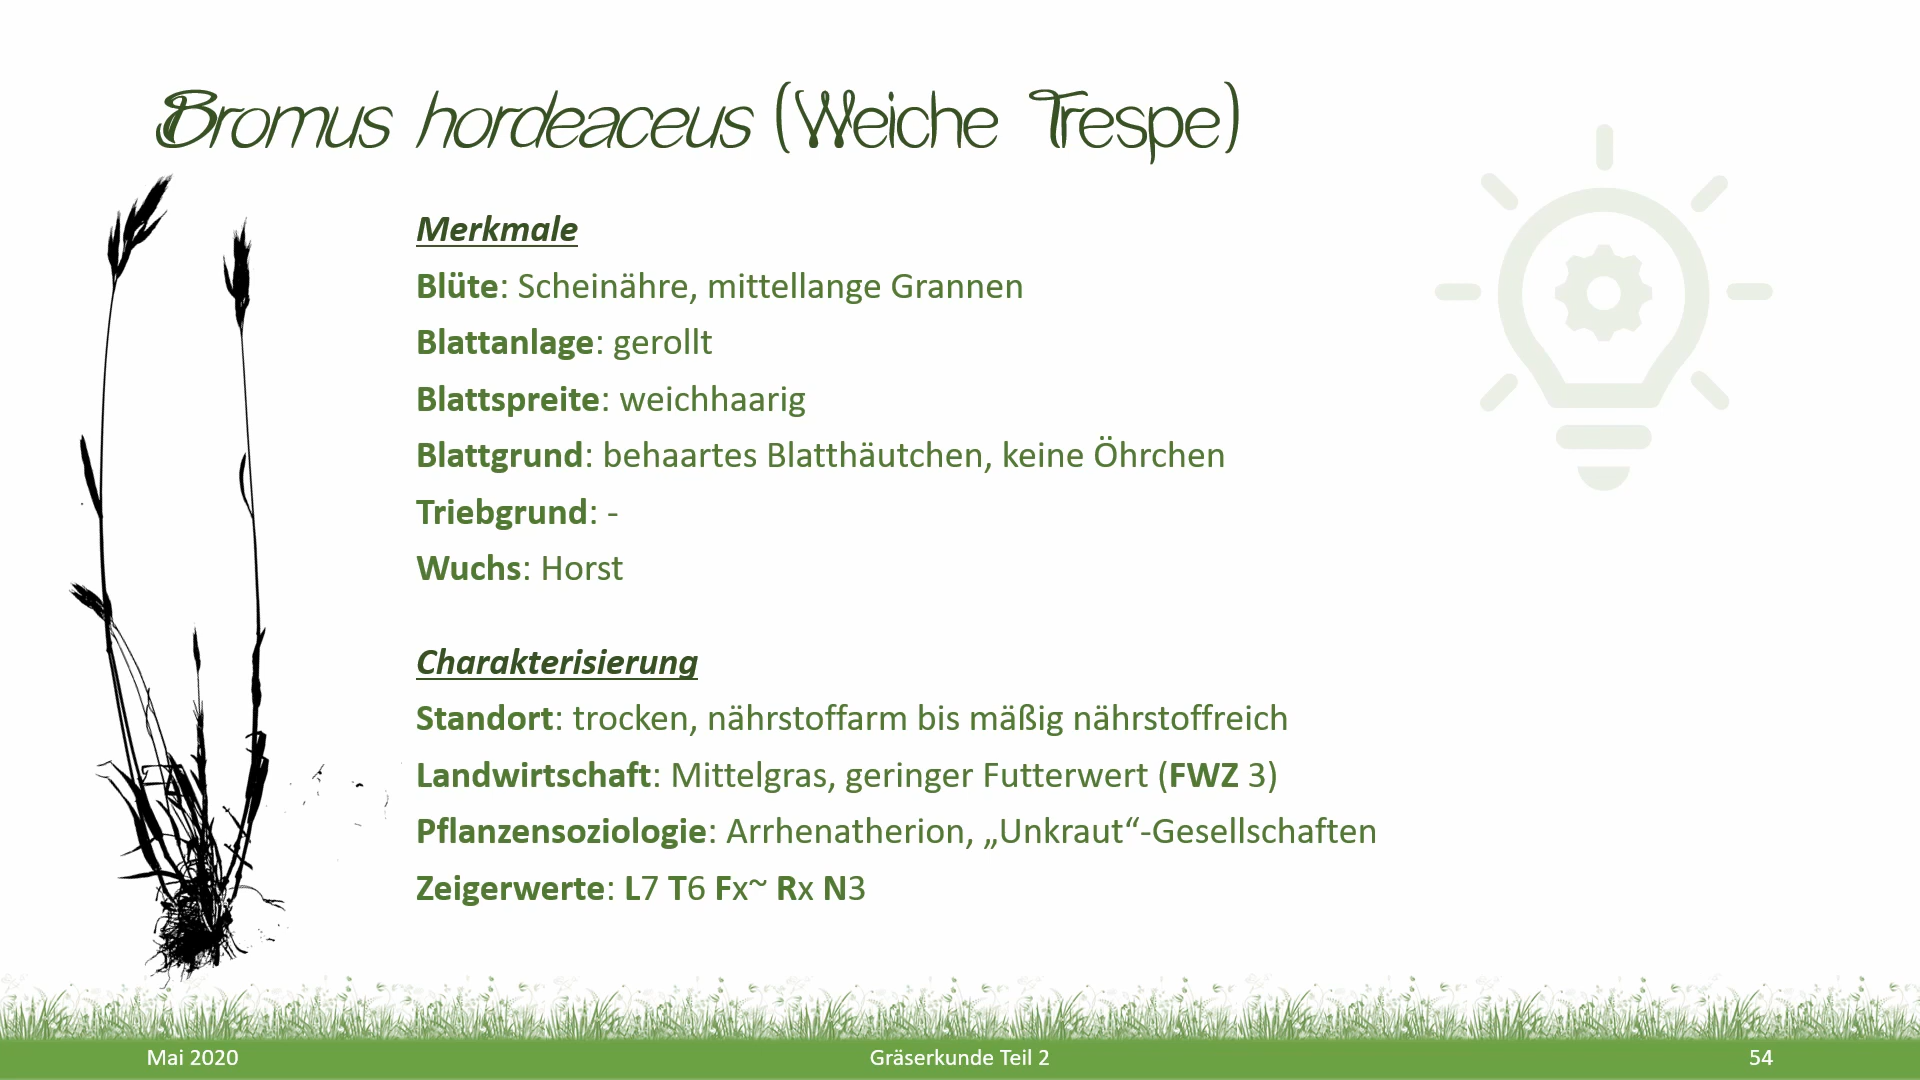 Bromus hordeaceus (Weiche Trespe)
Merkmale
Blüte: Scheinähre, mittellange Grannen
Blattanlage: gerollt
Blattspreite: weichhaarig
Blattgrund: behaartes Blatthäutchen, keine Öhrchen
Triebgrund: -
Wuchs: Horst
Charakterisierung
Standort: trocken, nährstoffarm bis mäßig nährstoffreich
Landwirtschaft: Mittelgras, geringer Futterwert (FWZ 3)
Pflanzensoziologie: Arrhenatherion, „Unkraut“-Gesellschaften
Zeigerwerte: L7 T6 Fx~ Rx N3
Mai 2020
Gräserkunde Teil 2
54